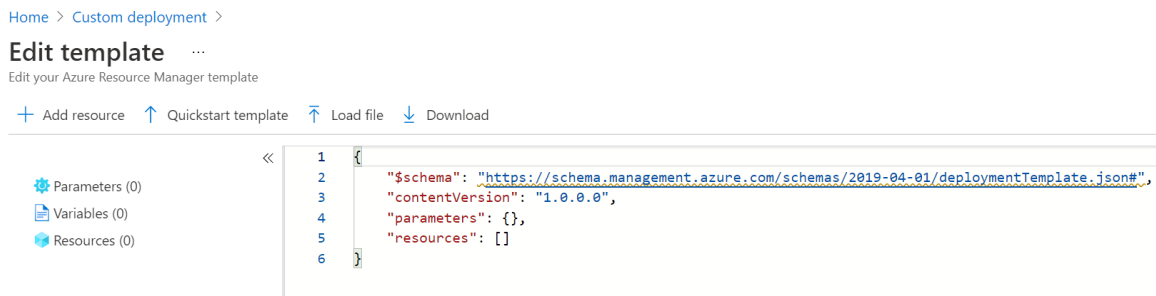 Home > Custom deployment >
Edit template ...
Edit your Azure Resource Manager template
+ Add resource ↑ Quickstart template ↑ Load file ↓ Download
«
Parameters (0)
Variables (0)
Resources (0)
1 {
2 "$schema": "https://schema.management.azure.com/schemas/2019-04-01/deploymentTemplate.json#",
3 "contentVersion": "1.0.0.0",
4 "parameters": {},
5 "resources": []
6 }